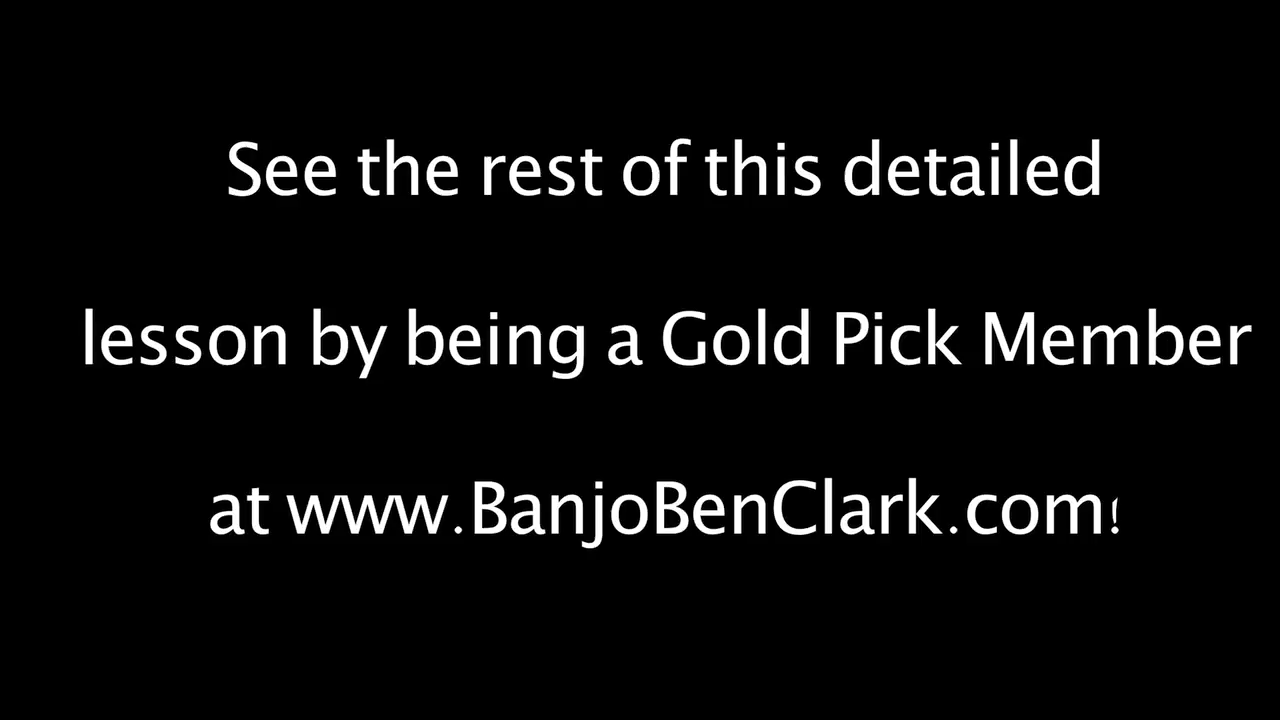 See the rest of this detailed
lesson by being a Gold Pick Member
at www.BanjoBenClark.com!